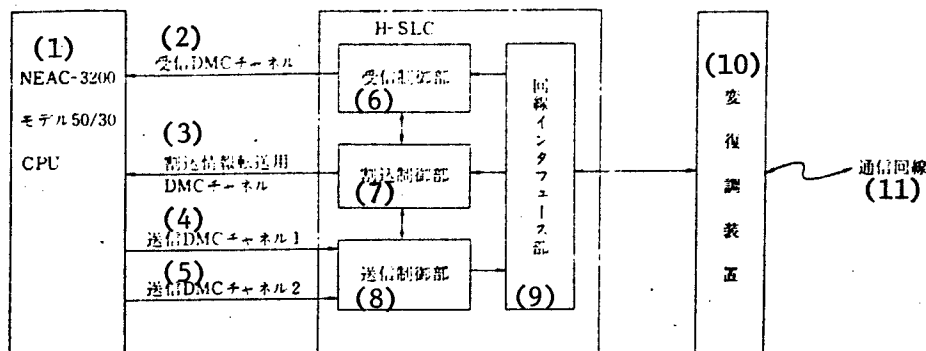 (1)
NEAC-3200
モデル50/30
CPU
(2)
受信DMCチャネル
(3)
割込情報転送用
DMCチャネル
(4)
送信DMCチャネル1
(5)
送信DMCチャネル2
H-SLC
受信制御部
(6)
割込制御部
(7)
送信制御部
(8)
回線インタフェース部
(9)
(10)
変復調装置
通信回線
(11)